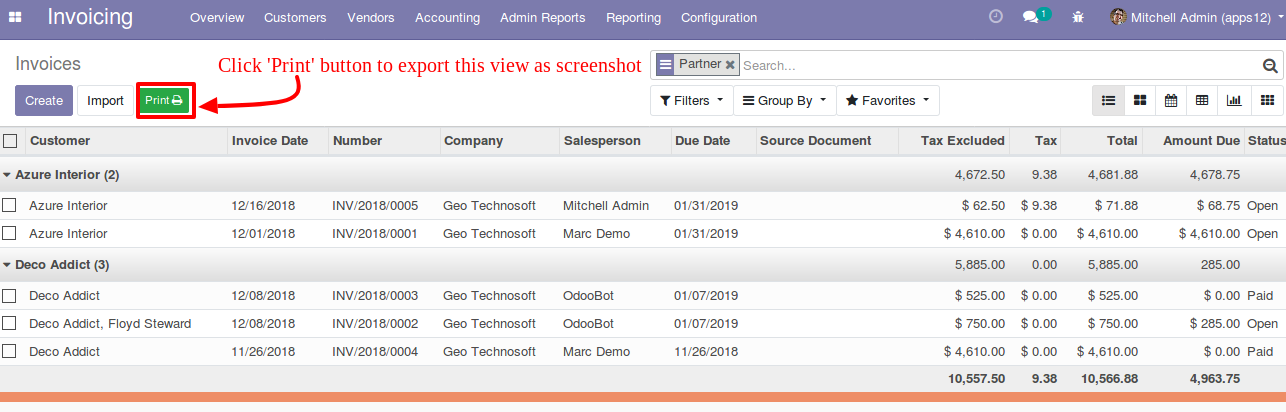 Invoicing Overview Customers Vendors Accounting Admin Reports Reporting Configuration 1 Mitchell Admin (apps12)
Invoices Click 'Print' button to export this view as screenshot Partner Search...
Create Import Print Filters Group By Favorites
Customer Invoice Date Number Company Salesperson Due Date Source Document Tax Excluded Tax Total Amount Due Status
Azure Interior (2) 4,672.50 9.38 4,681.88 4,678.75
Azure Interior 12/16/2018 INV/2018/0005 Geo Technosoft Mitchell Admin 01/31/2019 $ 62.50 $ 9.38 $ 71.88 $ 68.75 Open
Azure Interior 12/01/2018 INV/2018/0001 Geo Technosoft Marc Demo 01/31/2019 $ 4,610.00 $ 0.00 $ 4,610.00 $ 4,610.00 Open
Deco Addict (3) 5,885.00 0.00 5,885.00 285.00
Deco Addict 12/08/2018 INV/2018/0003 Geo Technosoft OdooBot 01/07/2019 $ 525.00 $ 0.00 $ 525.00 $ 0.00 Paid
Deco Addict, Floyd Steward 12/08/2018 INV/2018/0002 Geo Technosoft OdooBot 01/07/2019 $ 750.00 $ 0.00 $ 750.00 $ 285.00 Open
Deco Addict 11/26/2018 INV/2018/0004 Geo Technosoft Marc Demo 11/26/2018 $ 4,610.00 $ 0.00 $ 4,610.00 $ 0.00 Paid
10,557.50 9.38 10,566.88 4,963.75